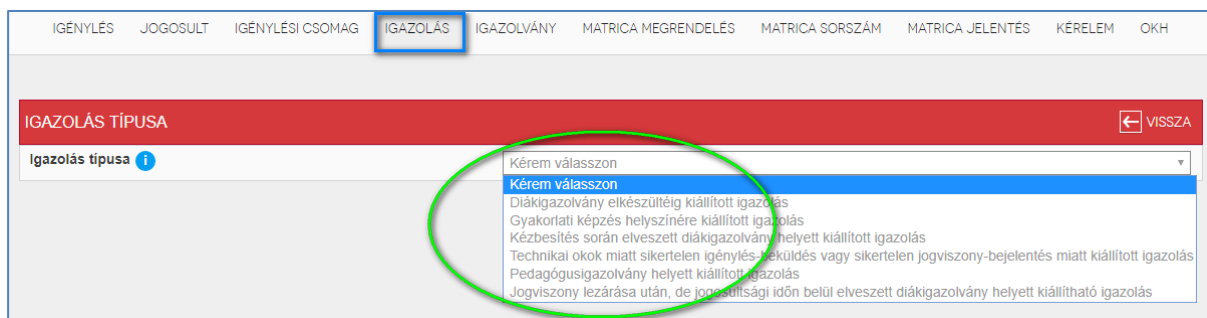 IGÉNYLÉS JOGOSULT IGÉNYLÉSI CSOMAG IGAZOLÁS IGAZOLVÁNY MATRICA MEGRENDELÉS MATRICA SORSZÁM MATRICA JELENTÉS KÉRELEM OKH
IGAZOLÁS TÍPUSA VISSZA
Igazolás típusa i Kérem válasszon
Kérem válasszon
Diákigazolvány elkészültéig kiállított igazolás
Gyakorlati képzés helyszínére kiállított igazolás
Kézbesítés során elveszett diákigazolvány helyett kiállított igazolás
Technikai okok miatt sikertelen igénylés-beküldés vagy sikertelen jogviszony-bejelentés miatt kiállított igazolás
Pedagógusigazolvány helyett kiállított igazolás
Jogviszony lezárása után, de jogosultsági időn belül elveszett diákigazolvány helyett kiállítható igazolás